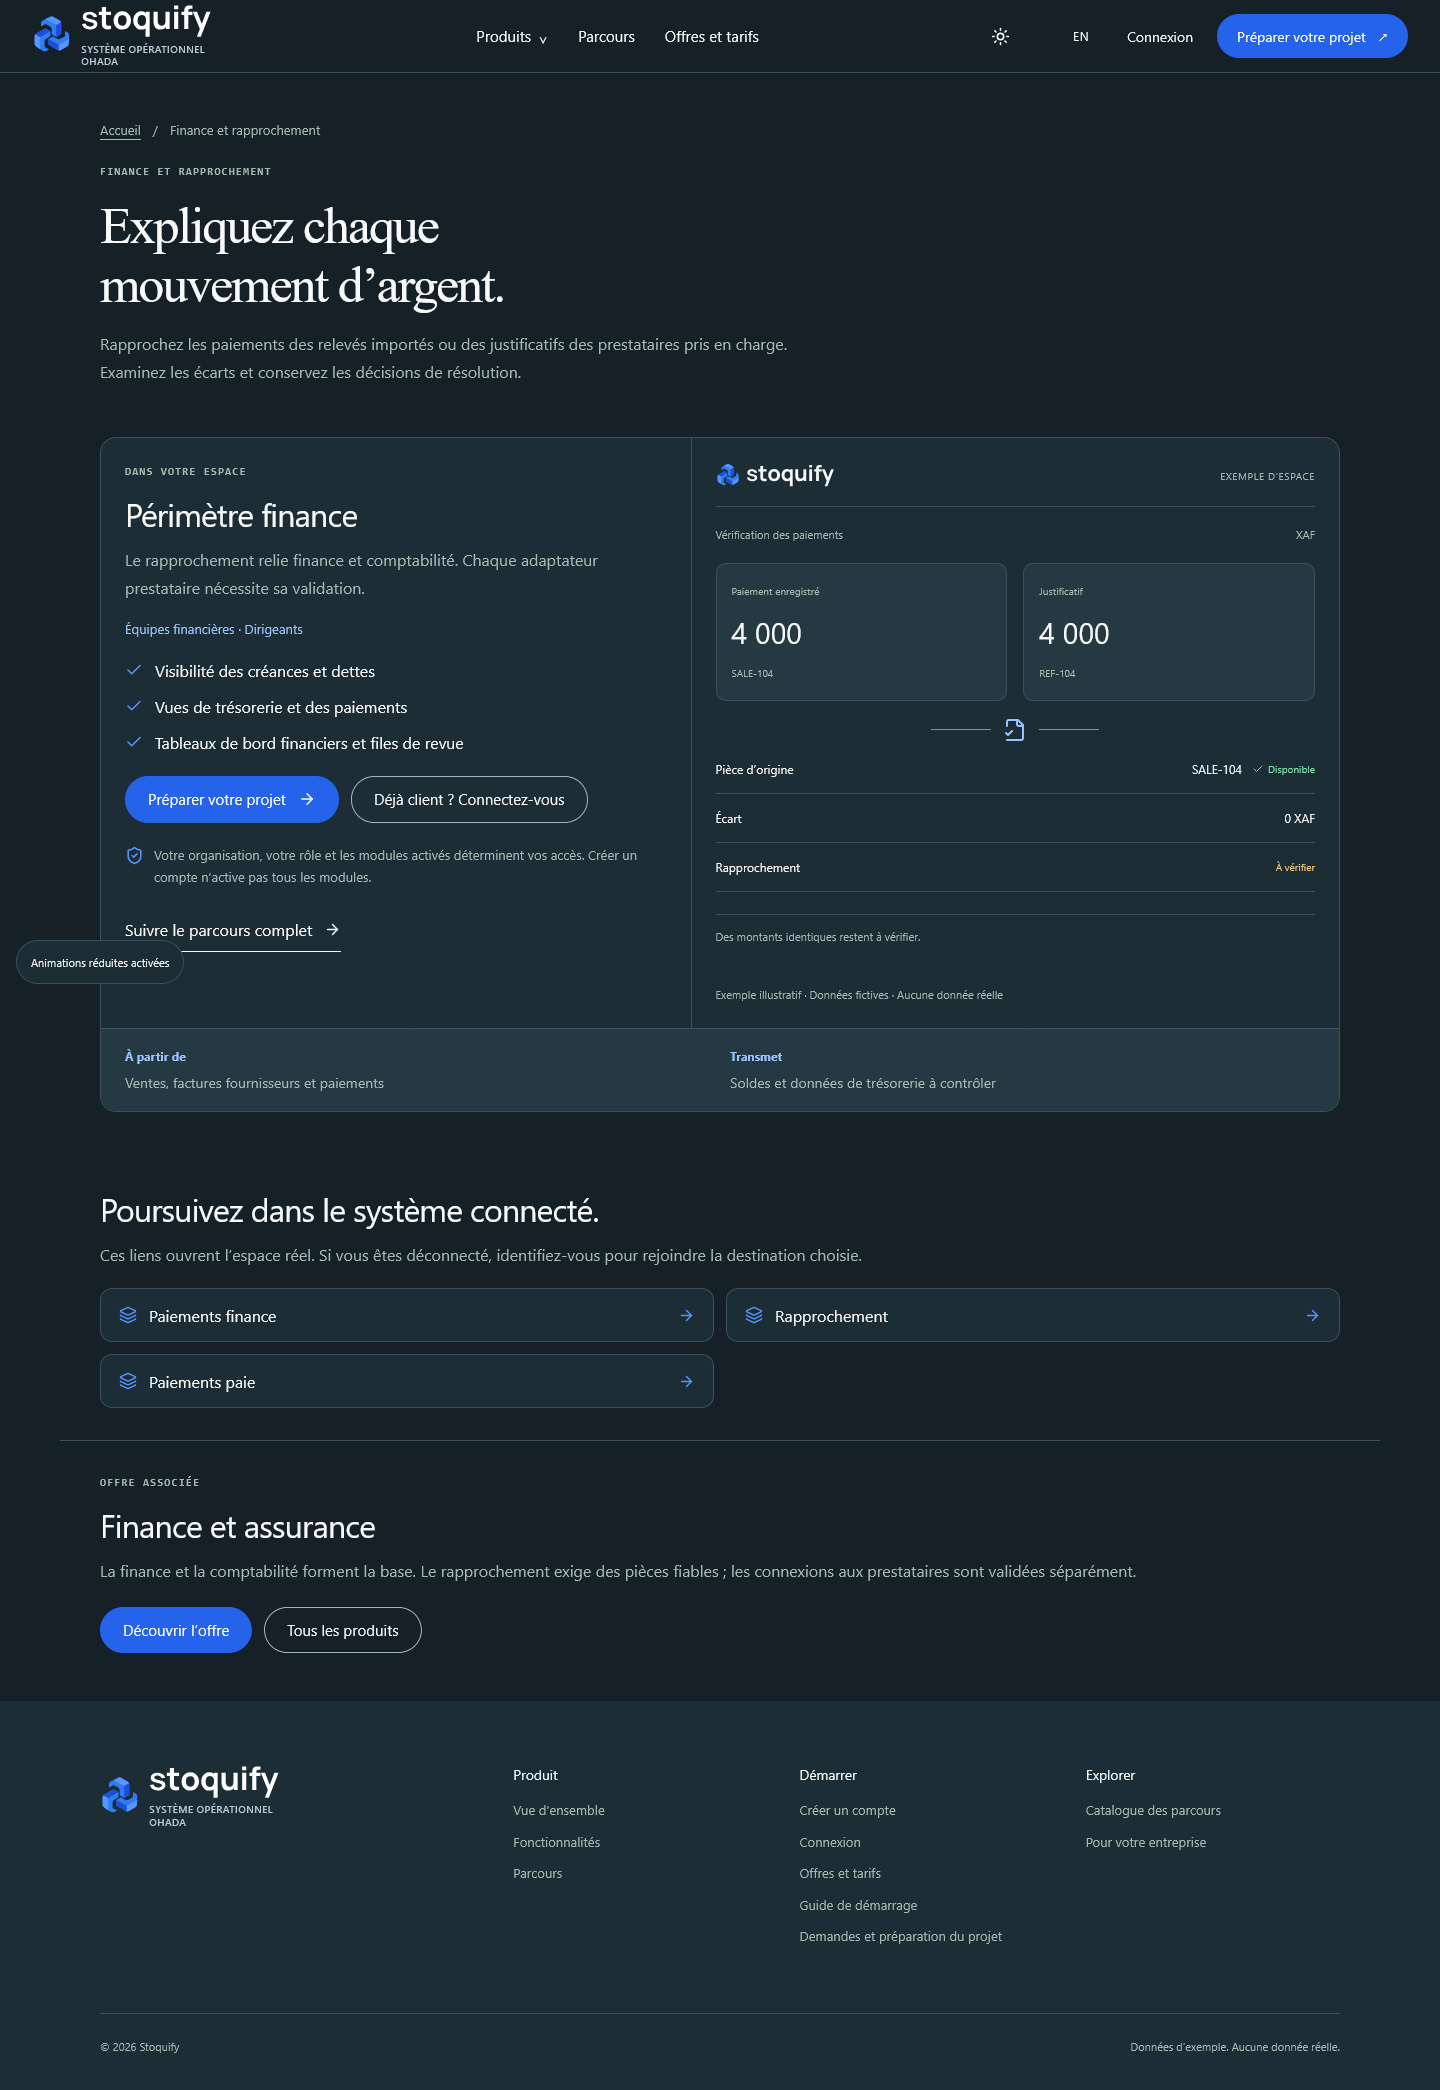 stoquify
SYSTÈME OPÉRATIONNEL
OHADA
Produits
Parcours
Offres et tarifs
EN
Connexion
Préparer votre projet ↗
Accueil / Finance et rapprochement
FINANCE ET RAPPROCHEMENT
Expliquez chaque
mouvement d’argent.
Rapprochez les paiements des relevés importés ou des justificatifs des prestataires pris en charge.
Examinez les écarts et conservez les décisions de résolution.
DANS VOTRE ESPACE
Périmètre finance
Le rapprochement relie finance et comptabilité. Chaque adaptateur
prestataire nécessite sa validation.
Équipes financières · Dirigeants
Visibilité des créances et dettes
Vues de trésorerie et des paiements
Tableaux de bord financiers et files de revue
Préparer votre projet →
Déjà client ? Connectez-vous
Votre organisation, votre rôle et les modules activés déterminent vos accès. Créer un
compte n’active pas tous les modules.
Suivre le parcours complet →
Animations réduites activées
stoquify
EXEMPLE D’ESPACE
Vérification des paiements
XAF
Paiement enregistré
4 000
SALE-104
Justificatif
4 000
REF-104
Pièce d’origine
SALE-104 ✓ Disponible
Écart
0 XAF
Rapprochement
À vérifier
Des montants identiques restent à vérifier.
Exemple illustratif · Données fictives · Aucune donnée réelle
À partir de
Ventes, factures fournisseurs et paiements
Transmet
Soldes et données de trésorerie à contrôler
Poursuivez dans le système connecté.
Ces liens ouvrent l’espace réel. Si vous êtes déconnecté, identifiez-vous pour rejoindre la destination choisie.
Paiements finance →
Rapprochement →
Paiements paie →
OFFRE ASSOCIÉE
Finance et assurance
La finance et la comptabilité forment la base. Le rapprochement exige des pièces fiables ; les connexions aux prestataires sont validées séparément.
Découvrir l’offre
Tous les produits
stoquify
SYSTÈME OPÉRATIONNEL
OHADA
Produit
Vue d’ensemble
Fonctionnalités
Parcours
Démarrer
Créer un compte
Connexion
Offres et tarifs
Guide de démarrage
Demandes et préparation du projet
Explorer
Catalogue des parcours
Pour votre entreprise
© 2026 Stoquify
Données d’exemple. Aucune donnée réelle.